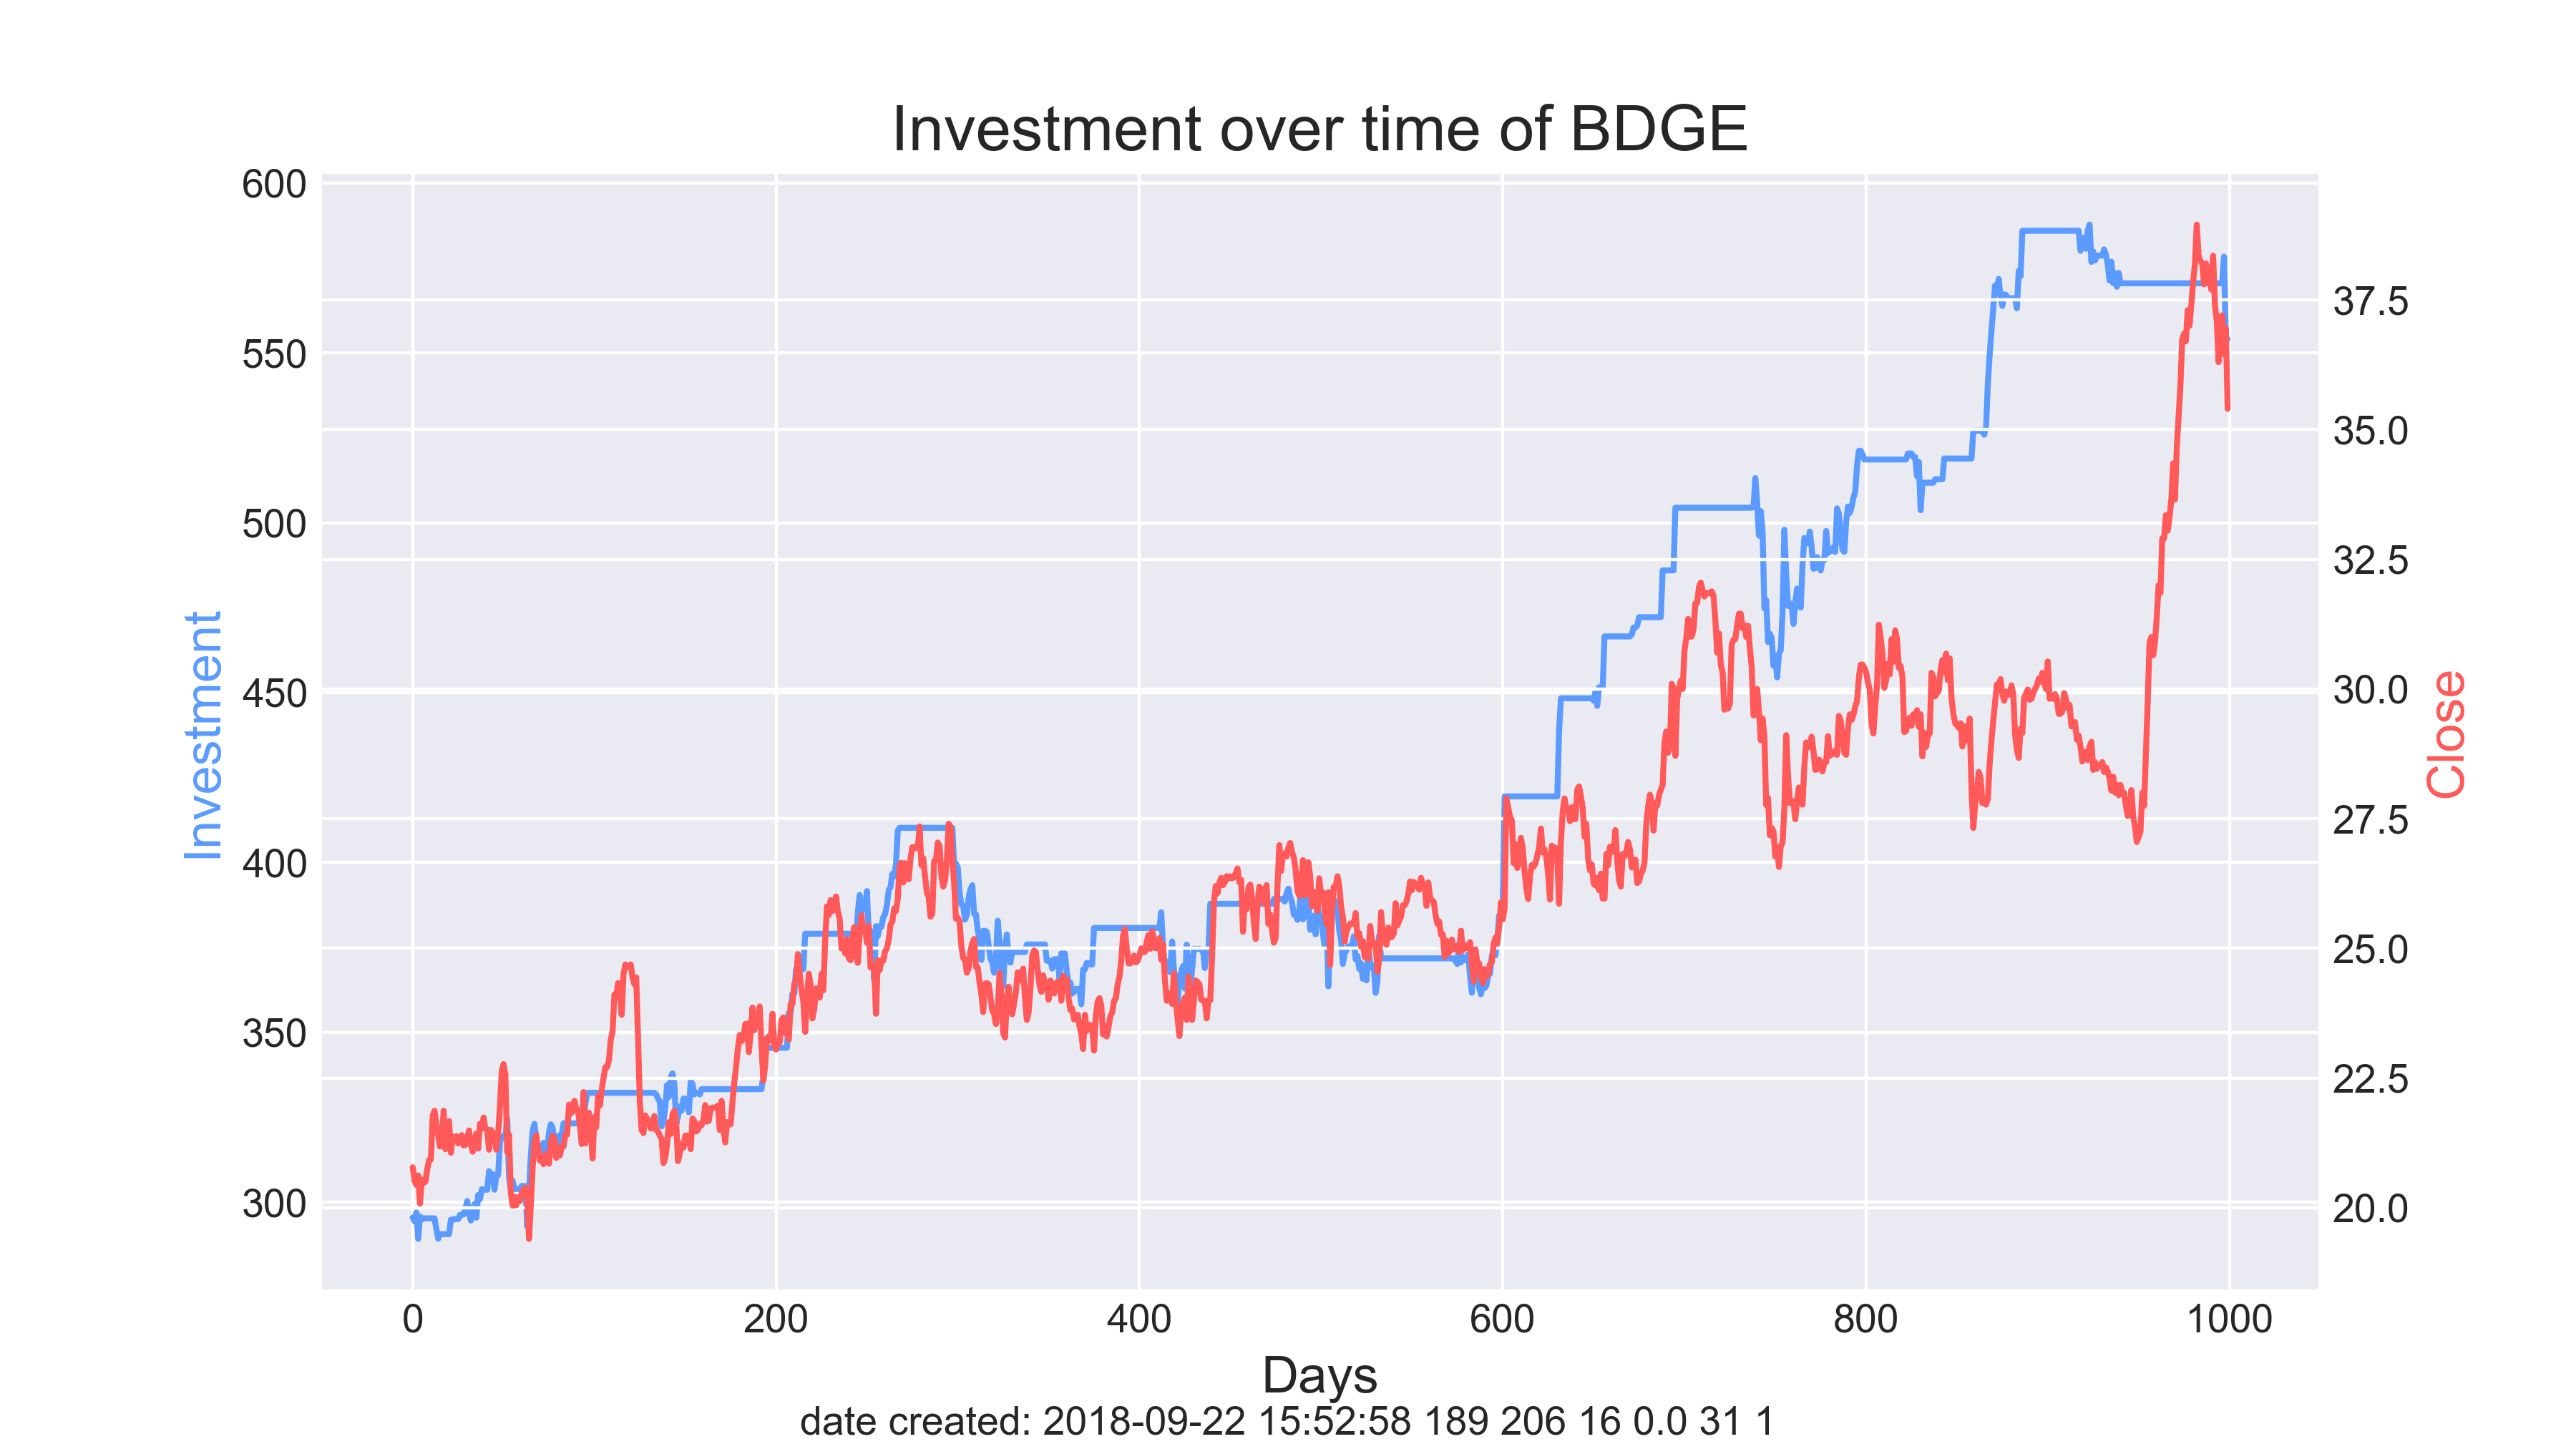 Investment over time of BDGE
600
550
500
450
400
350
300
Investment
37.5
35.0
32.5
30.0
27.5
25.0
22.5
20.0
Close
0 200 400 600 800 1000
Days
date created: 2018-09-22 15:52:58 189 206 16 0.0 31 1